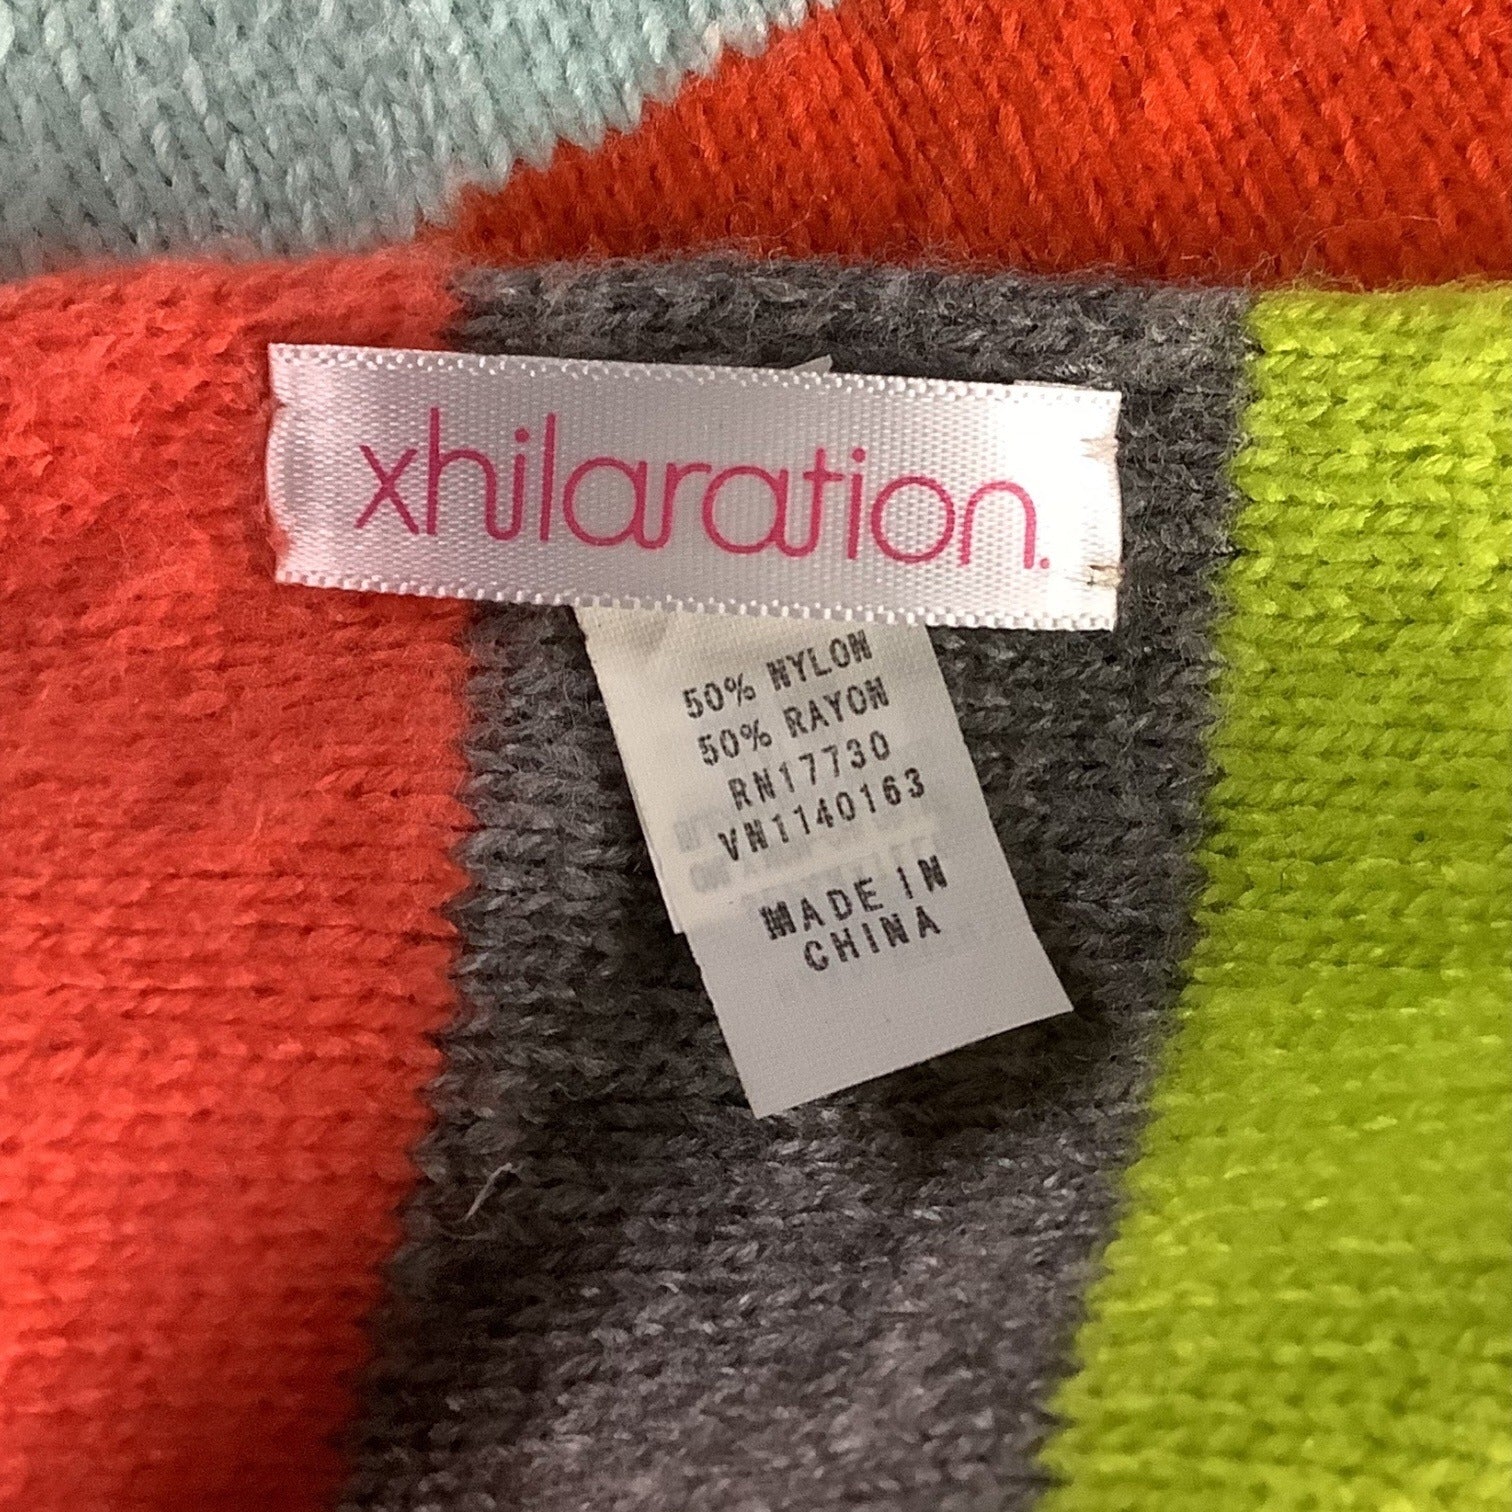 xhilaration.
50% NYLON
50% RAYON
RN17730
VN1140163
MADE IN
CHINA